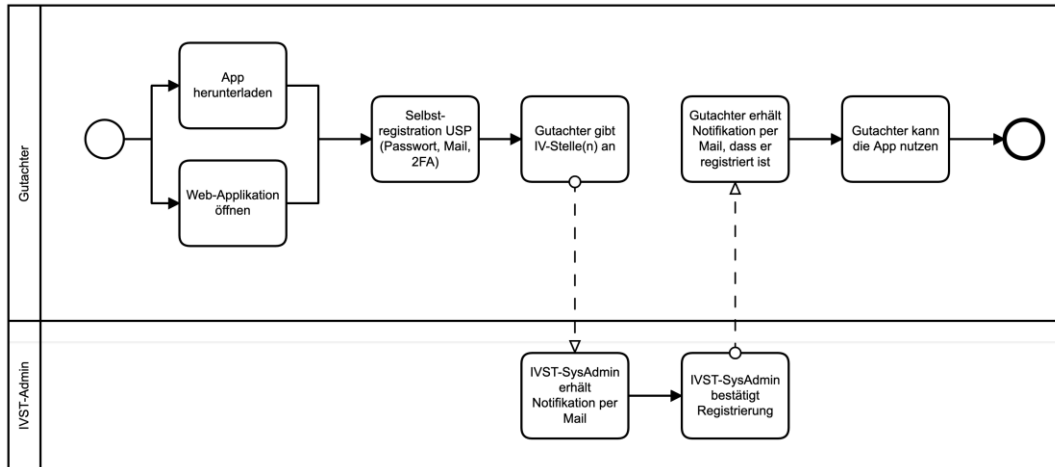 Gutachter
App
herunterladen
Web-Applikation
öffnen
Selbst-
registration USP
(Passwort, Mail,
2FA)
Gutachter gibt
IV-Stelle(n) an
Gutachter erhält
Notifikation per
Mail, dass er
registriert ist
Gutachter kann
die App nutzen
IVST-Admin
IVST-SysAdmin
erhält
Notifikation per
Mail
IVST-SysAdmin
bestätigt
Registrierung